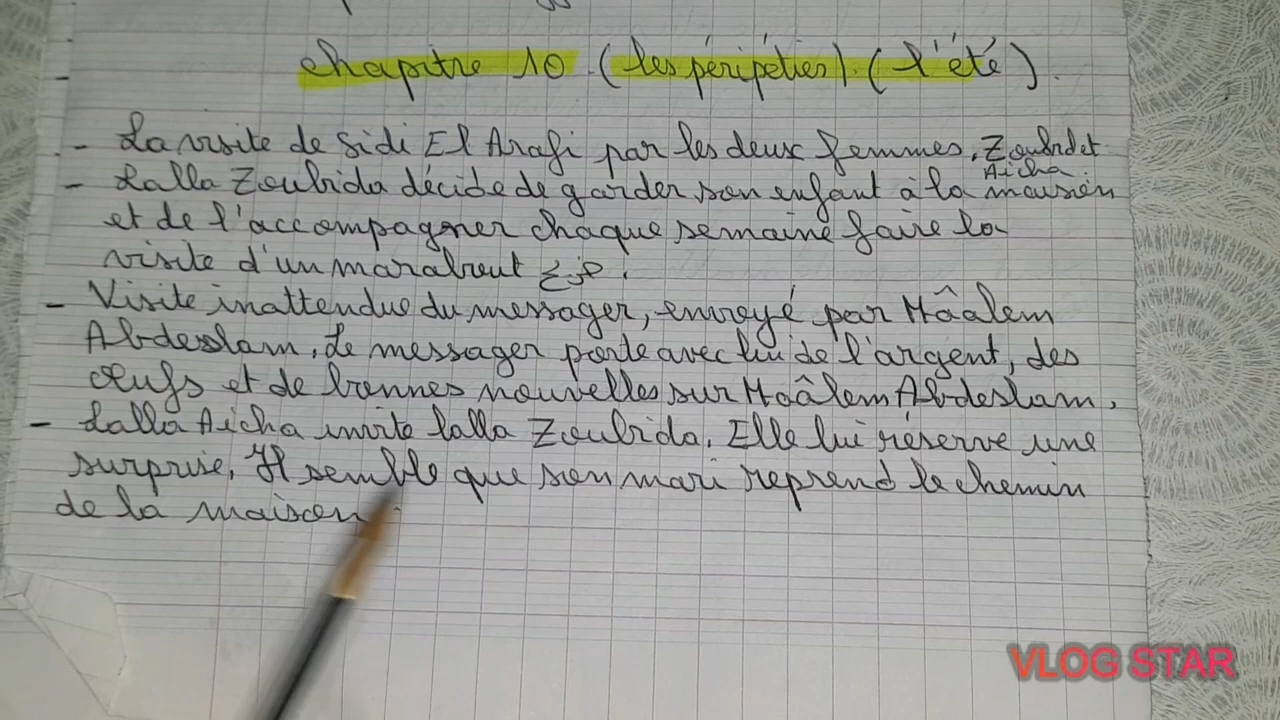 chapitre 10 (les péripéties). (l'été).
- La visite de Sidi El Arafi par les deux femmes, Zoubid et
Aicha.
- Lalla Zoubida décide de garder son enfant à la maison
et de l'accompagner chaque semaine faire la
visite d'un marabout
- Visite inattendue du messager, envoyé par Mâalem
Abdeslam. Le messager porte avec lui de l'argent, des
œufs et de bonnes nouvelles sur Maâlem Abdeslam.
- Lalla Aicha invite Lalla Zoubida. Elle lui réserve une
surprise. Il semble que son mari reprend le chemin
de la maison.
VLOG STAR